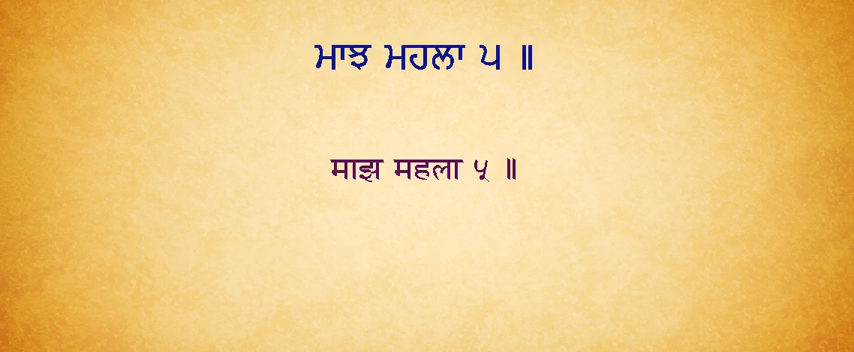 ਮਾਝ ਮਹਲਾ ੫ ॥
माझ महला ५ ॥